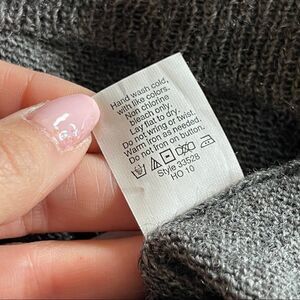 Hand wash cold,
with like colors.
Non chlorine
bleach only.
Lay flat to dry.
Do not wring or twist.
Warm iron as needed.
Do not iron on button.
Style 33528
HO 10